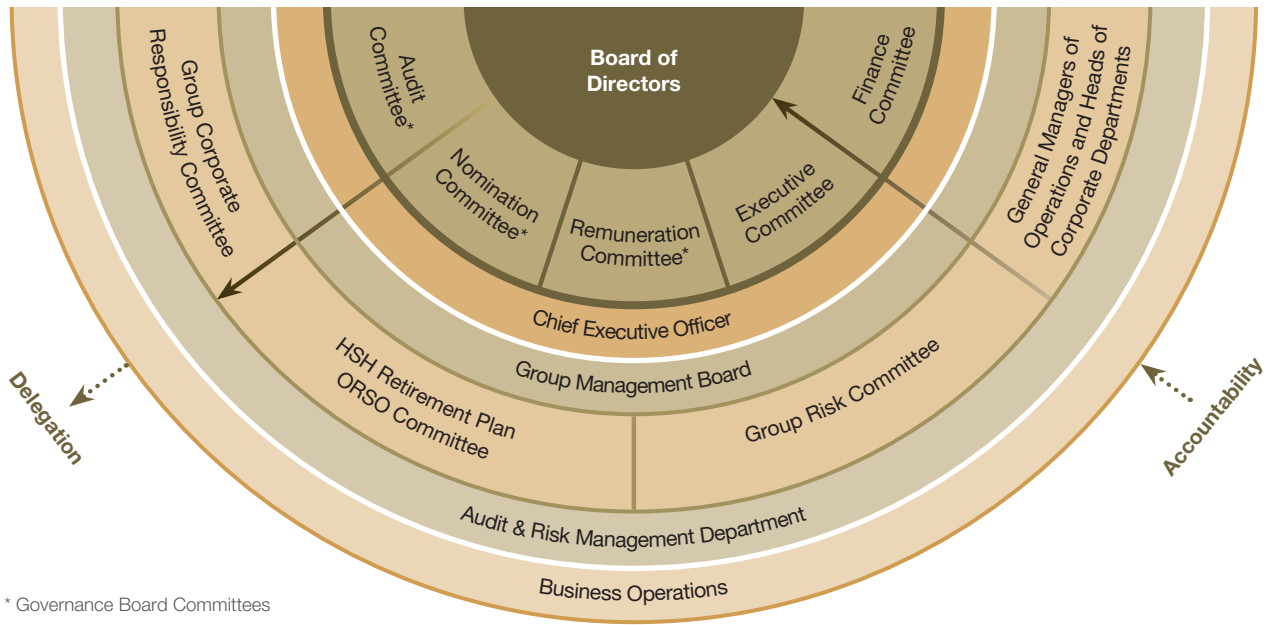 Board of
Directors
Audit
Committee*
Nomination
Committee*
Remuneration
Committee*
Executive
Committee
Finance
Committee
Chief Executive Officer
Group Management Board
Group Corporate
Responsibility Committee
HSH Retirement Plan
ORSO Committee
Group Risk Committee
General Managers of
Operations and Heads of
Corporate Departments
Audit & Risk Management Department
Business Operations
Delegation
Accountability
* Governance Board Committees